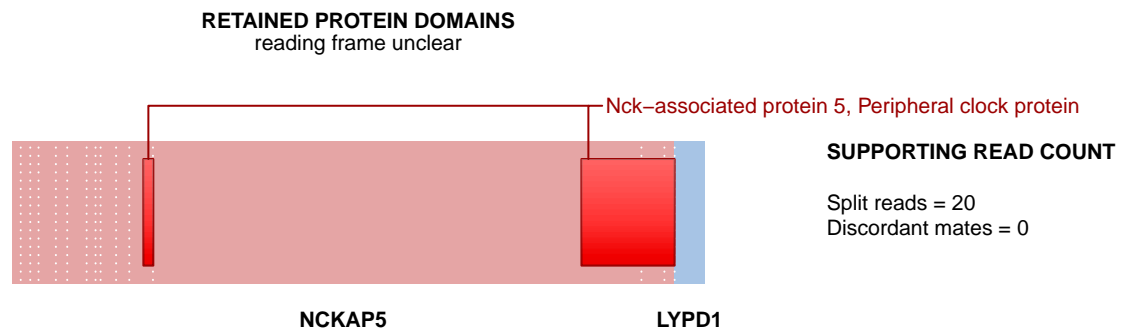 RETAINED PROTEIN DOMAINS
reading frame unclear
Nck−associated protein 5, Peripheral clock protein
SUPPORTING READ COUNT
Split reads = 20
Discordant mates = 0
NCKAP5
LYPD1